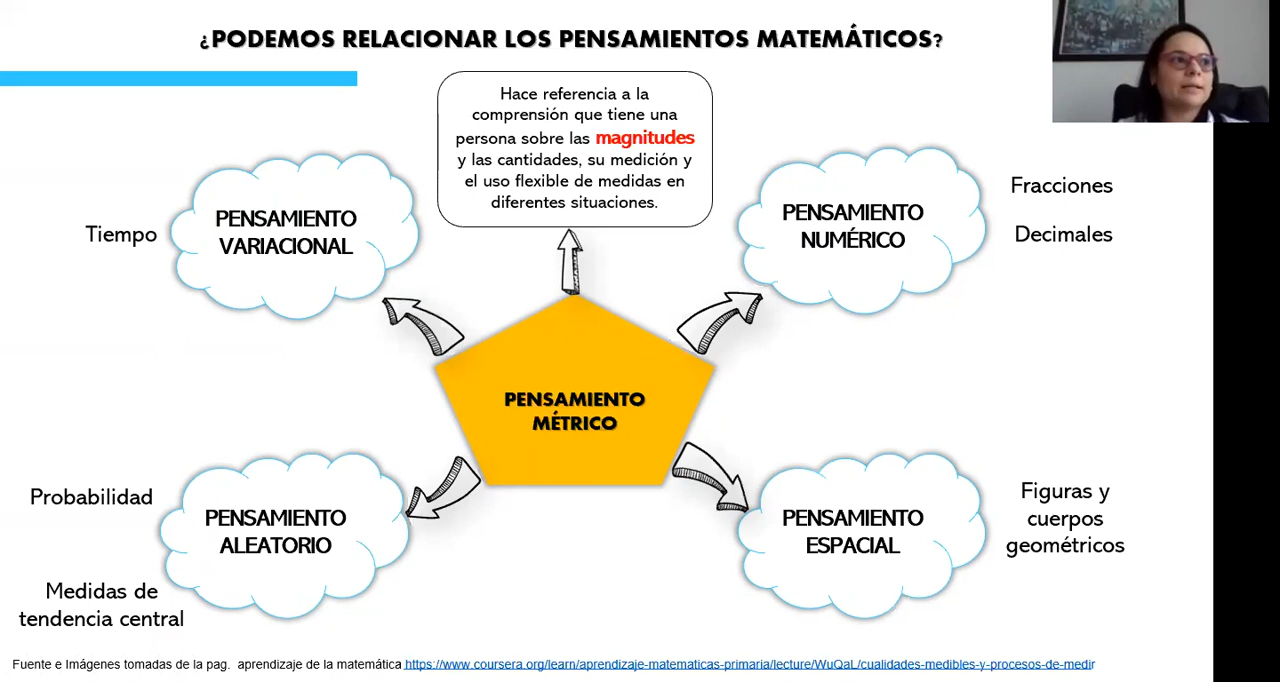 ¿PODEMOS RELACIONAR LOS PENSAMIENTOS MATEMÁTICOS?
Hace referencia a la
comprensión que tiene una
persona sobre las magnitudes
y las cantidades, su medición y
el uso flexible de medidas en
diferentes situaciones.
Tiempo
PENSAMIENTO
VARIACIONAL
PENSAMIENTO
NUMÉRICO
Fracciones
Decimales
PENSAMIENTO
MÉTRICO
Probabilidad
PENSAMIENTO
ALEATORIO
Medidas de
tendencia central
PENSAMIENTO
ESPACIAL
Figuras y
cuerpos
geométricos
Fuente e Imágenes tomadas de la pag. aprendizaje de la matemática https://www.coursera.org/learn/aprendizaje-matematicas-primaria/lecture/WuQaL/cualidades-medibles-y-procesos-de-medir